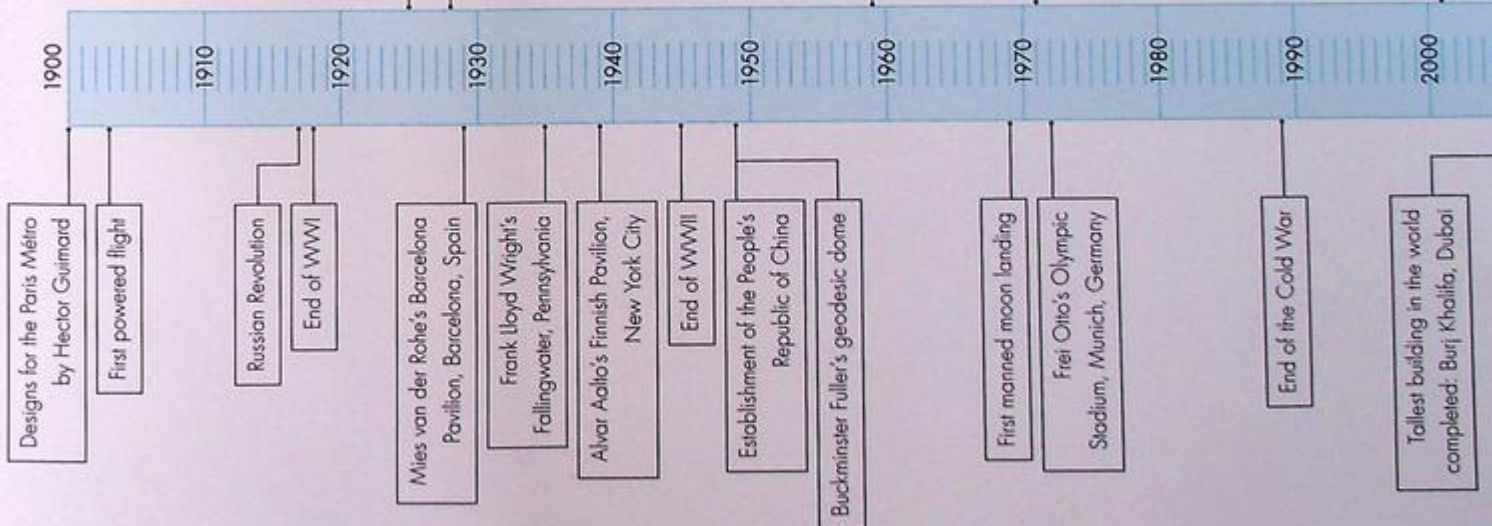 1900
1910
1920
1930
1940
1950
1960
1970
1980
1990
2000
Designs for the Paris Métro
by Hector Guimard
First powered flight
Russian Revolution
End of WWI
Mies van der Rohe's Barcelona
Pavilion, Barcelona, Spain
Frank Lloyd Wright's
Fallingwater, Pennsylvania
Alvar Aalto's Finnish Pavilion,
New York City
End of WWII
Establishment of the People's
Republic of China
Buckminster Fuller's geodesic dome
First manned moon landing
Frei Otto's Olympic
Stadium, Munich, Germany
End of the Cold War
Tallest building in the world
completed: Burj Khalifa, Dubai